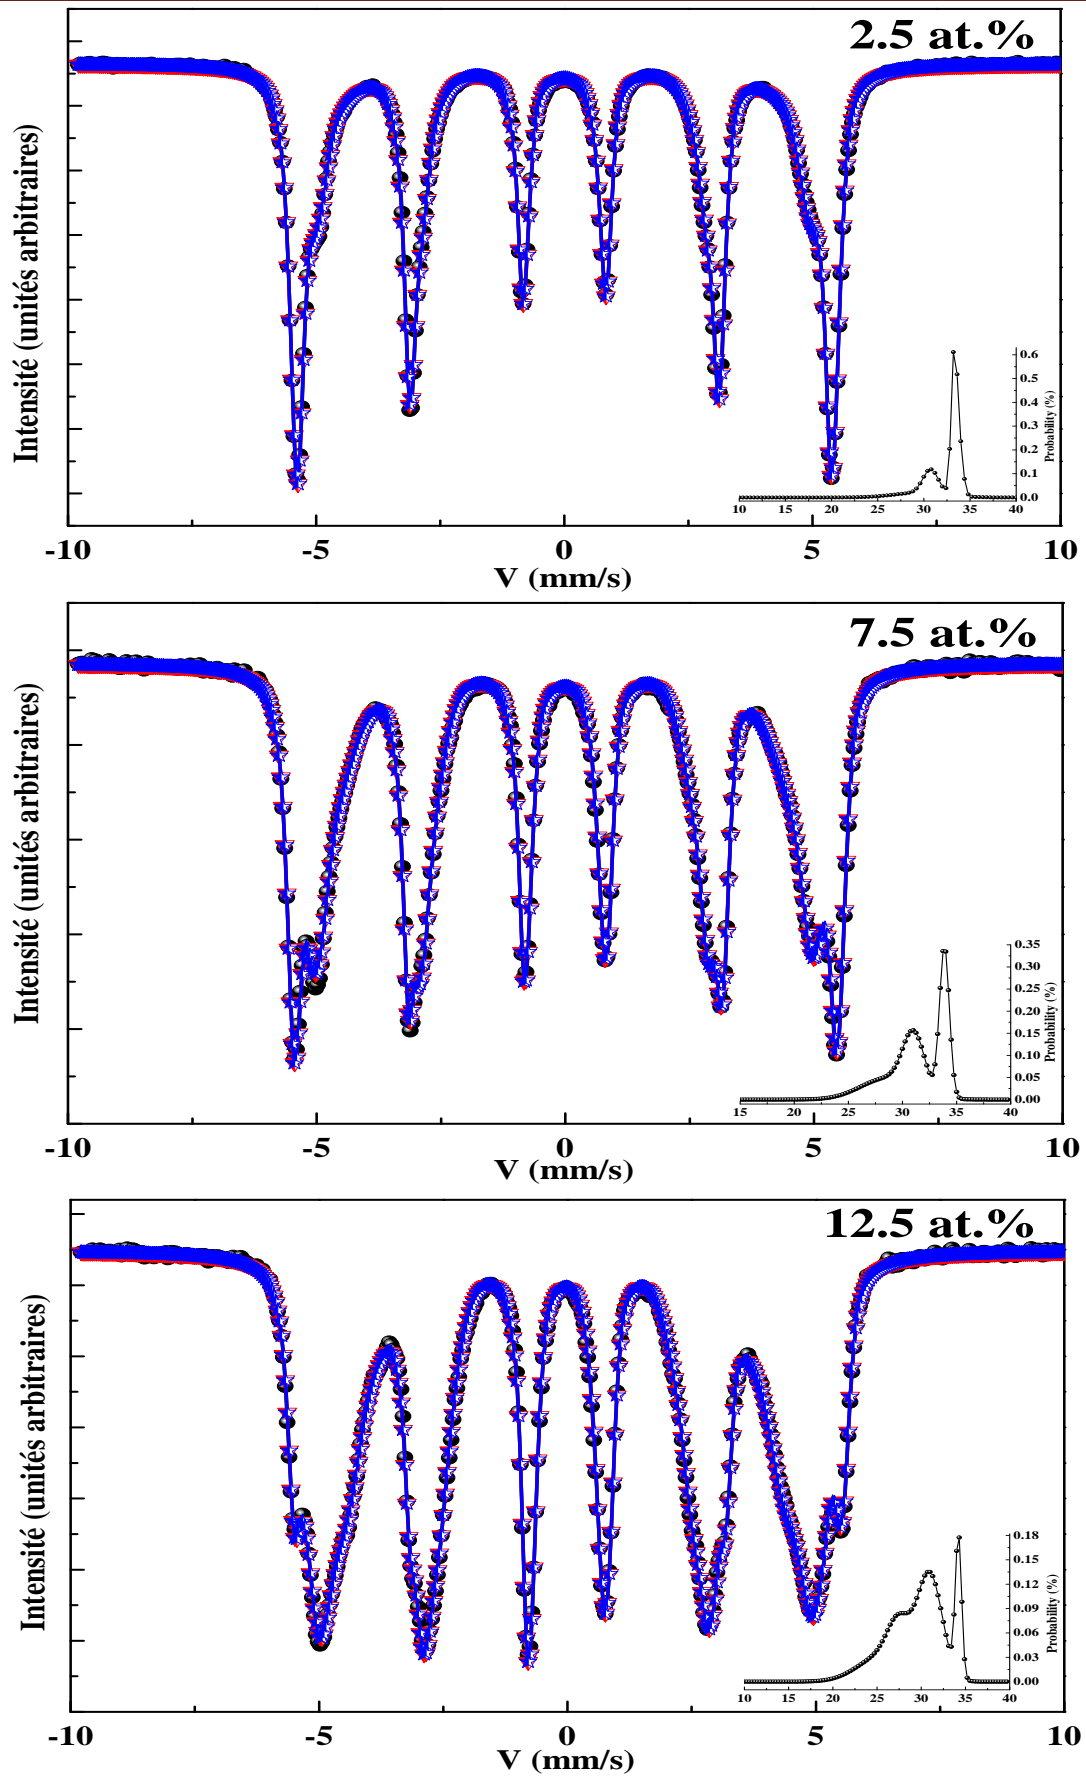 2.5 at.%
Intensité (unités arbitraires)
0.6
0.5
0.4
0.3
0.2
0.1
0.0
Probability (%)
10 15 20 25 30 35 40
-10 -5 0 5 10
V (mm/s)
7.5 at.%
Intensité (unités arbitraires)
0.35
0.30
0.25
0.20
0.15
0.10
0.05
0.00
Probability (%)
15 20 25 30 35 40
-10 -5 0 5 10
V (mm/s)
12.5 at.%
Intensité (unités arbitraires)
0.18
0.15
0.12
0.09
0.06
0.03
0.00
Probability (%)
10 15 20 25 30 35 40
-10 -5 0 5 10
V (mm/s)